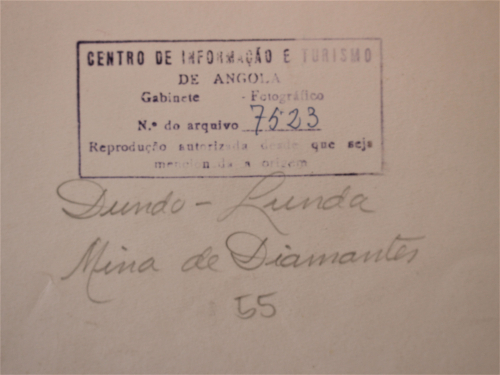 CENTRO DE INFORMAÇÃO E TURISMO
DE ANGOLA
Gabinete - Fotográfico
N.º do arquivo 7523
Reprodução autorizada desde que seja
mencionada a origem
Dundo - Lunda
Mina de Diamantes
55